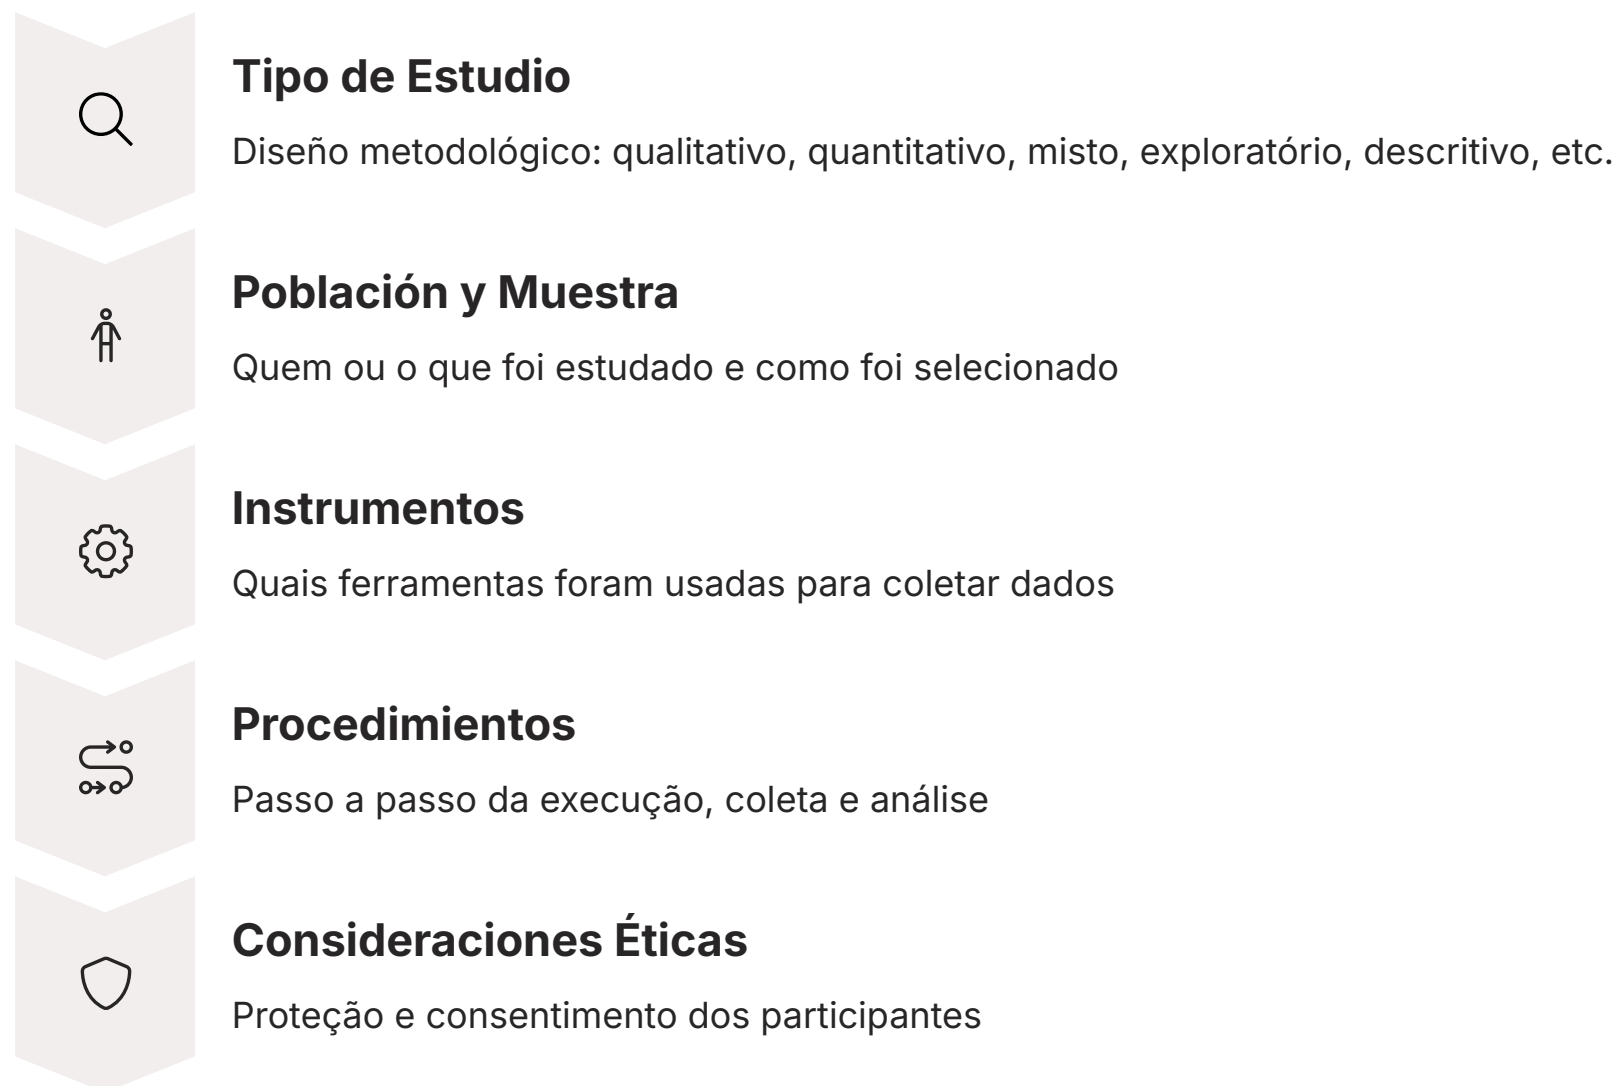 Tipo de Estudio
Diseño metodológico: qualitativo, quantitativo, misto, exploratório, descritivo, etc.
Población y Muestra
Quem ou o que foi estudado e como foi selecionado
Instrumentos
Quais ferramentas foram usadas para coletar dados
Procedimientos
Passo a passo da execução, coleta e análise
Consideraciones Éticas
Proteção e consentimento dos participantes